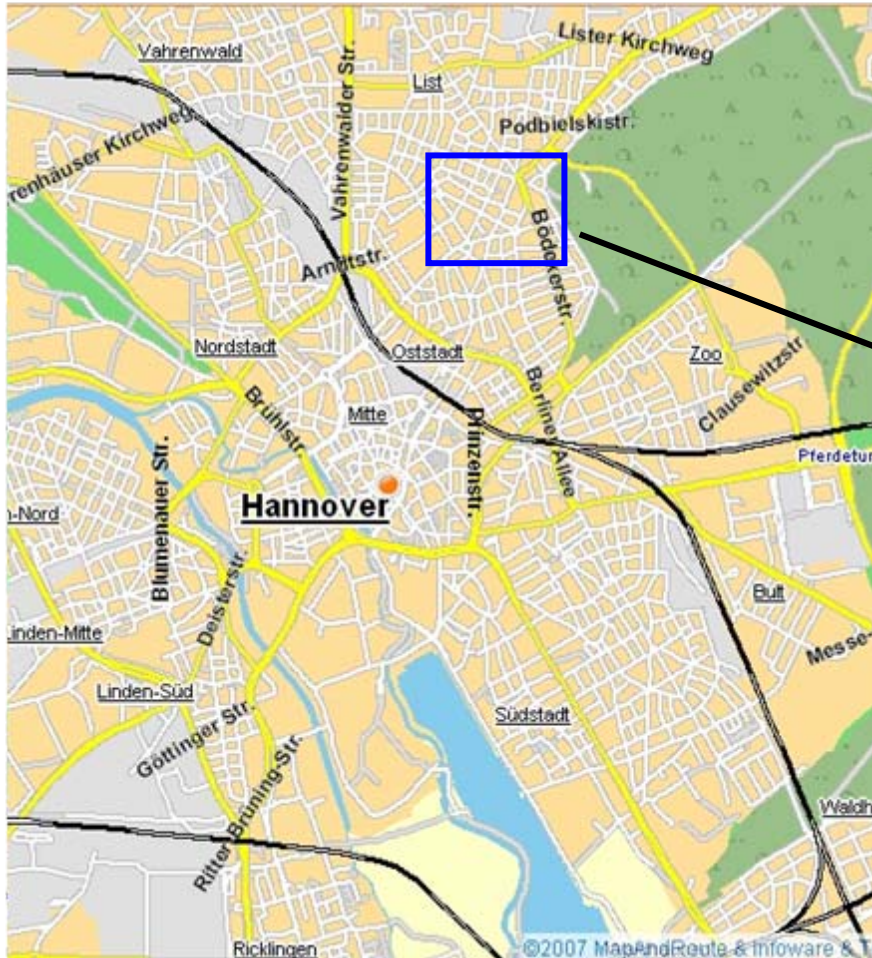 Lister Kirchweg
Vahrenwald
List
Podbielskistr.
renhäuser Kirchweg
Vahrenwalder Str.
Bödekerstr.
Arndtstr.
Nordstadt
Oststadt
Zoo
Berliner Allee
Clausewitzstr.
Brühlstr.
Mitte
Prinzenstr.
Pferdetur
Hannover
n-Nord
Blumenauer Str.
Deisterstr.
Bult
Linden-Mitte
Messe-
Linden-Süd
Südstadt
Göttinger Str.
Ritter-Brüning-Str.
Waldh
Ricklingen
©2007 MapAndRoute & Infoware & T